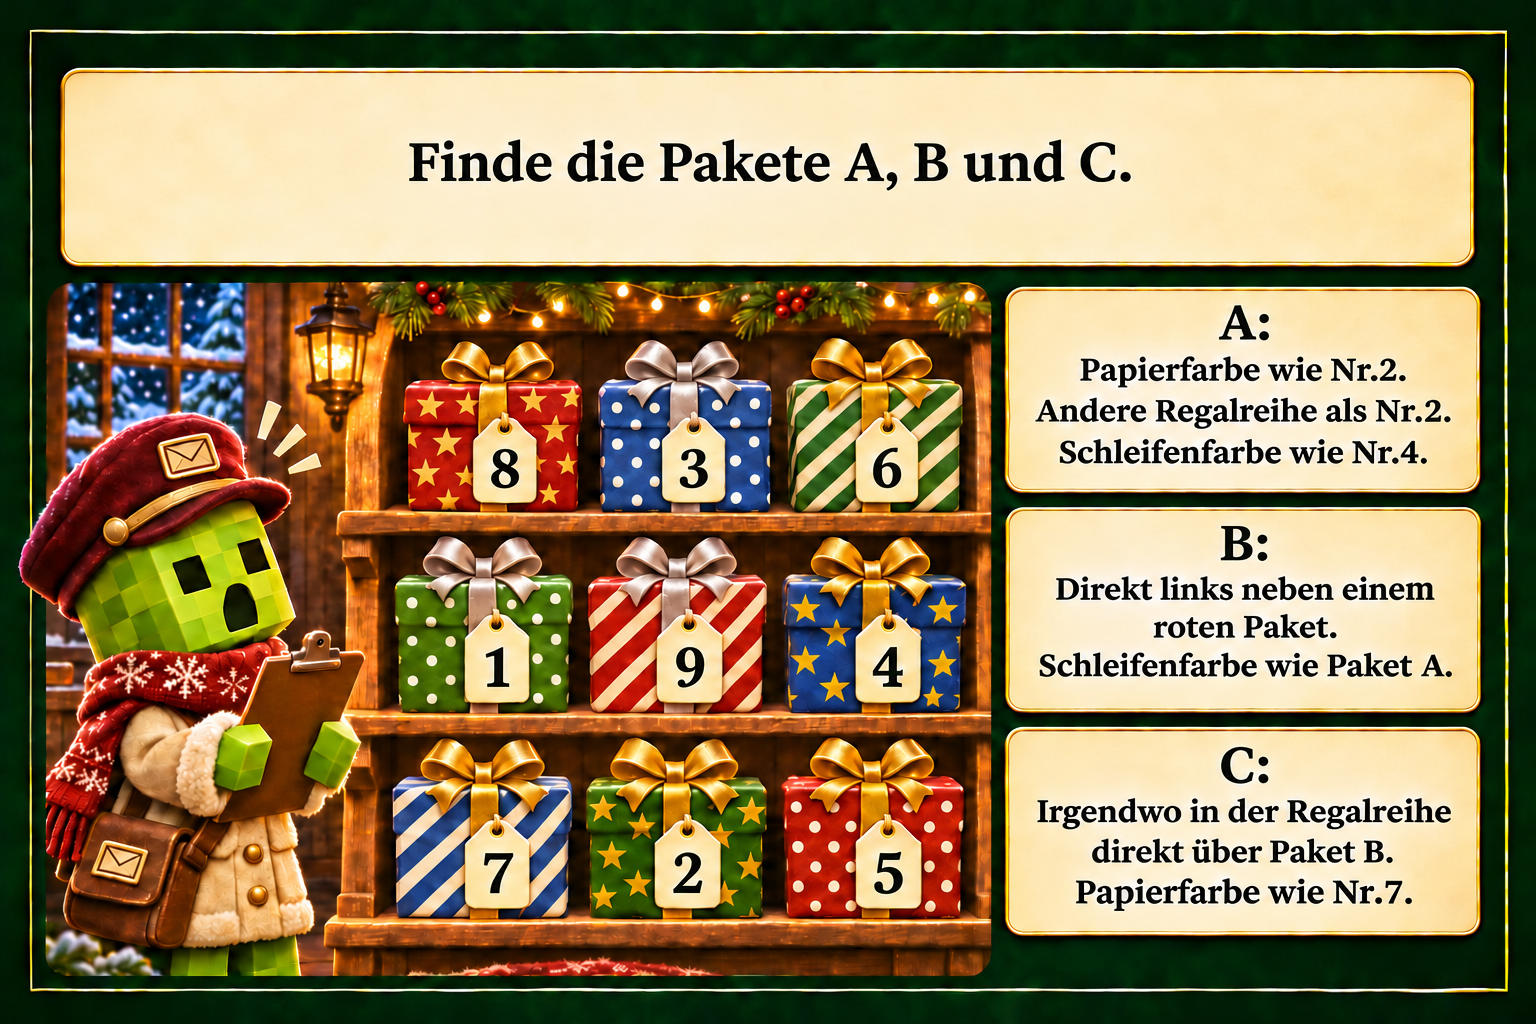 Finde die Pakete A, B und C.
8
3
6
1
9
4
7
2
5
A:
Papierfarbe wie Nr.2.
Andere Regalreihe als Nr.2.
Schleifenfarbe wie Nr.4.
B:
Direkt links neben einem
roten Paket.
Schleifenfarbe wie Paket A.
C:
Irgendwo in der Regalreihe
direkt über Paket B.
Papierfarbe wie Nr.7.